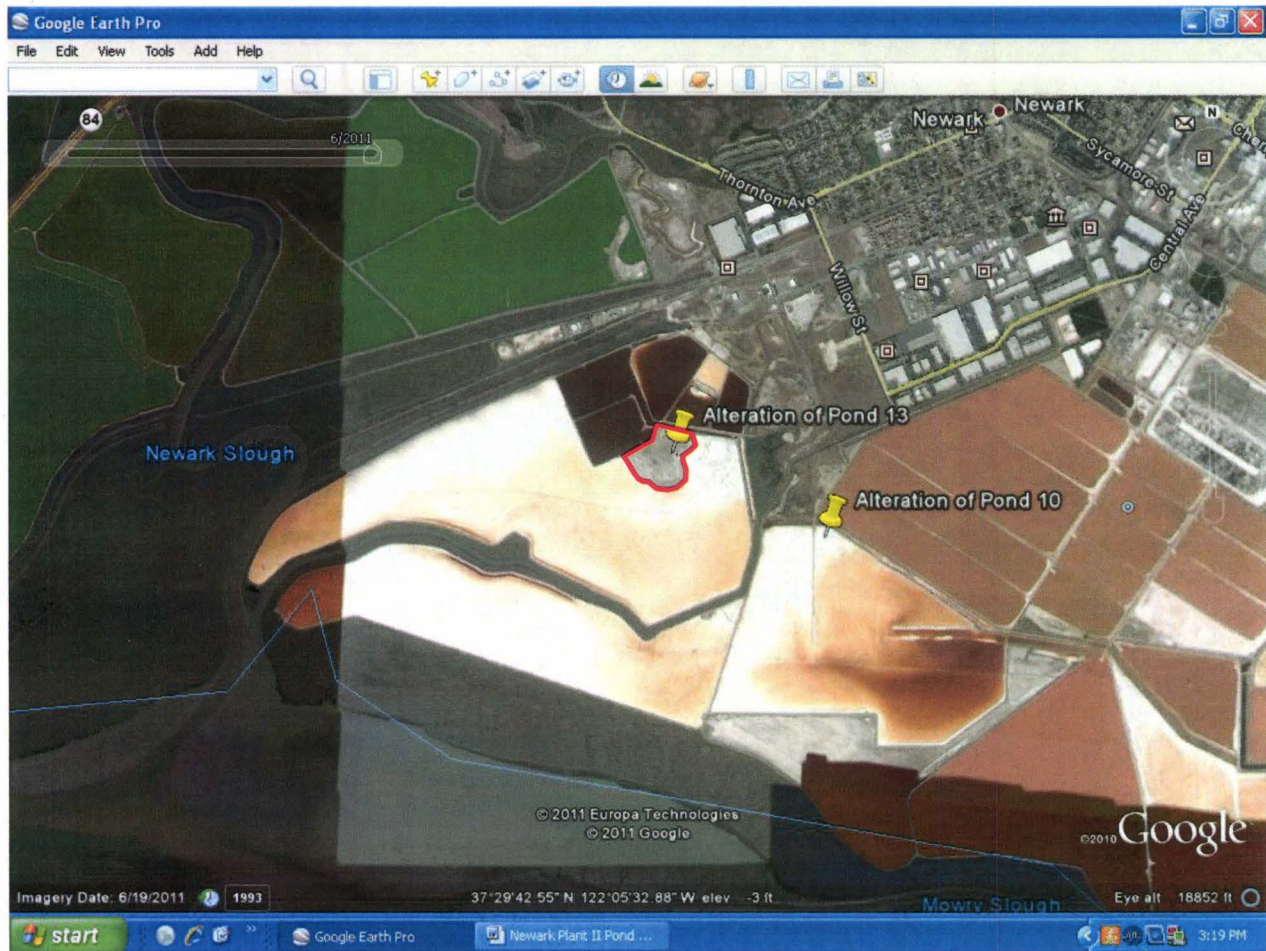 Google Earth Pro
File Edit View Tools Add Help
84
6/2011
Newark
Newark
N
Thornton Ave
Sycamore St
Central Ave
Willow St
Alteration of Pond 13
Newark Slough
Alteration of Pond 10
© 2011 Europa Technologies
© 2011 Google
©2010 Google
Imagery Date: 6/19/2011 1993 37°29'42.55" N 122°05'32.88" W elev -3 ft Eye alt 18852 ft
Mowry Slough
start Google Earth Pro Newark Plant II Pond ... 3:19 PM